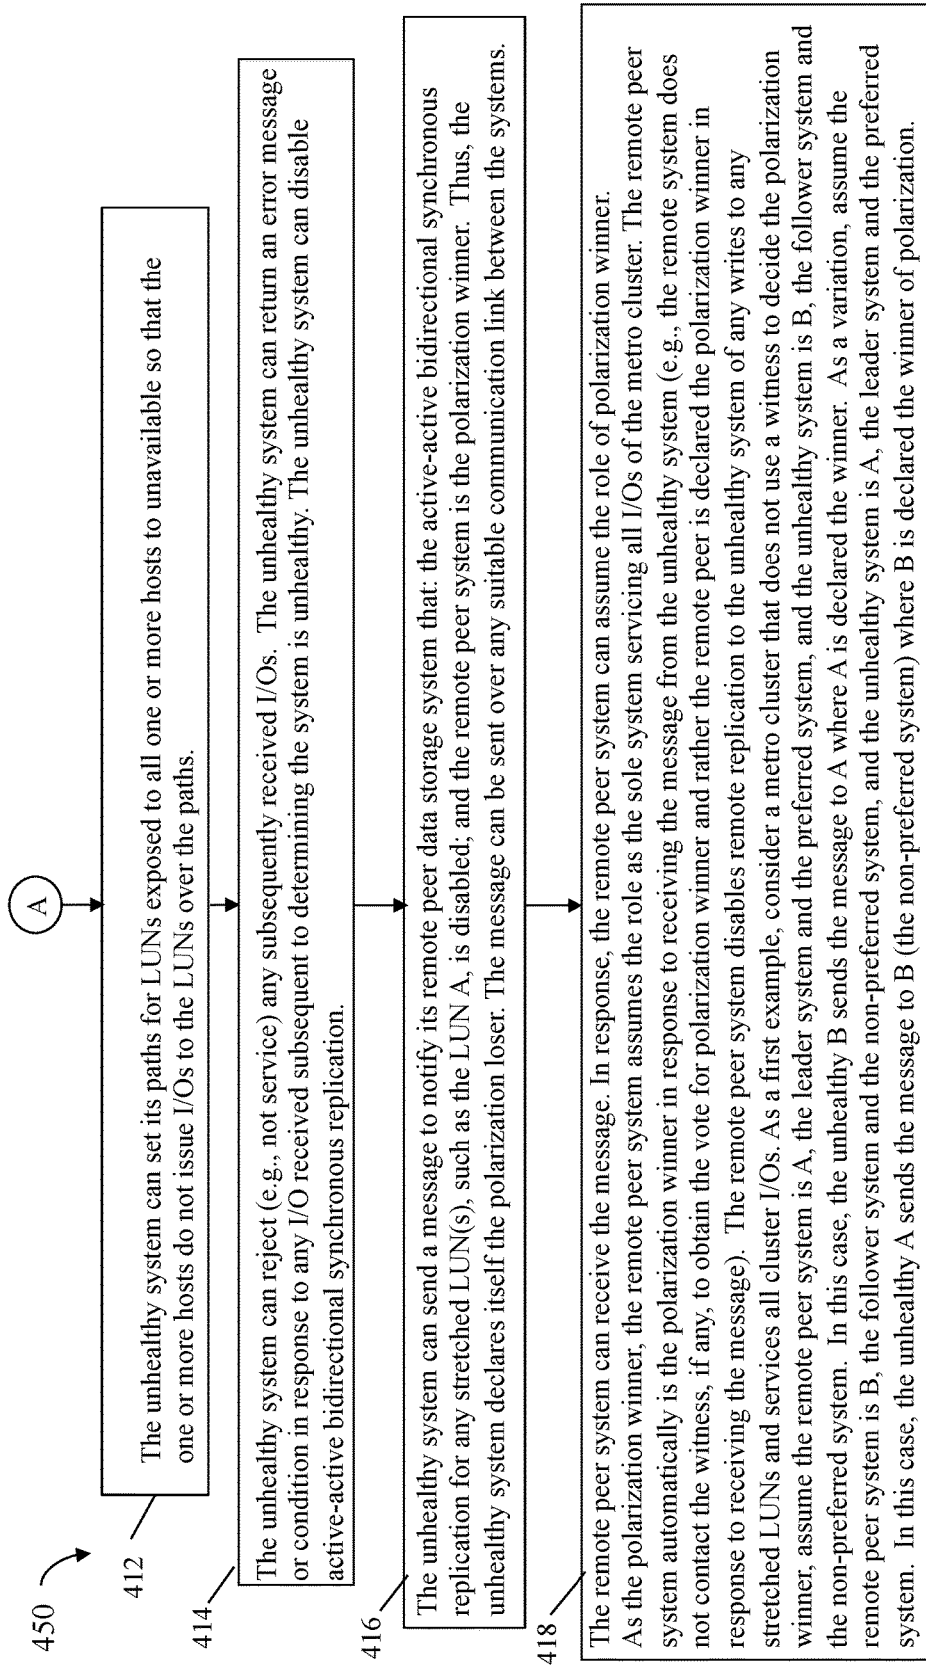 450
A
412
The unhealthy system can set its paths for LUNs exposed to all one or more hosts to unavailable so that the
one or more hosts do not issue I/Os to the LUNs over the paths.
414
The unhealthy system can reject (e.g., not service) any subsequently received I/Os. The unhealthy system can return an error message
or condition in response to any I/O received subsequent to determining the system is unhealthy. The unhealthy system can disable
active-active bidirectional synchronous replication.
416
The unhealthy system can send a message to notify its remote peer data storage system that: the active-active bidirectional synchronous
replication for any stretched LUN(s), such as the LUN A, is disabled; and the remote peer system is the polarization winner. Thus, the
unhealthy system declares itself the polarization loser. The message can be sent over any suitable communication link between the systems.
418
The remote peer system can receive the message. In response, the remote peer system can assume the role of polarization winner.
As the polarization winner, the remote peer system assumes the role as the sole system servicing all I/Os of the metro cluster. The remote peer
system automatically is the polarization winner in response to receiving the message from the unhealthy system (e.g., the remote system does
not contact the witness, if any, to obtain the vote for polarization winner and rather the remote peer is declared the polarization winner in
response to receiving the message). The remote peer system disables remote replication to the unhealthy system of any writes to any
stretched LUNs and services all cluster I/Os. As a first example, consider a metro cluster that does not use a witness to decide the polarization
winner, assume the remote peer system is A, the leader system and the preferred system, and the unhealthy system is B, the follower system and
the non-preferred system. In this case, the unhealthy B sends the message to A where A is declared the winner. As a variation, assume the
remote peer system is B, the follower system and the non-preferred system, and the unhealthy system is A, the leader system and the preferred
system. In this case, the unhealthy A sends the message to B (the non-preferred system) where B is declared the winner of polarization.